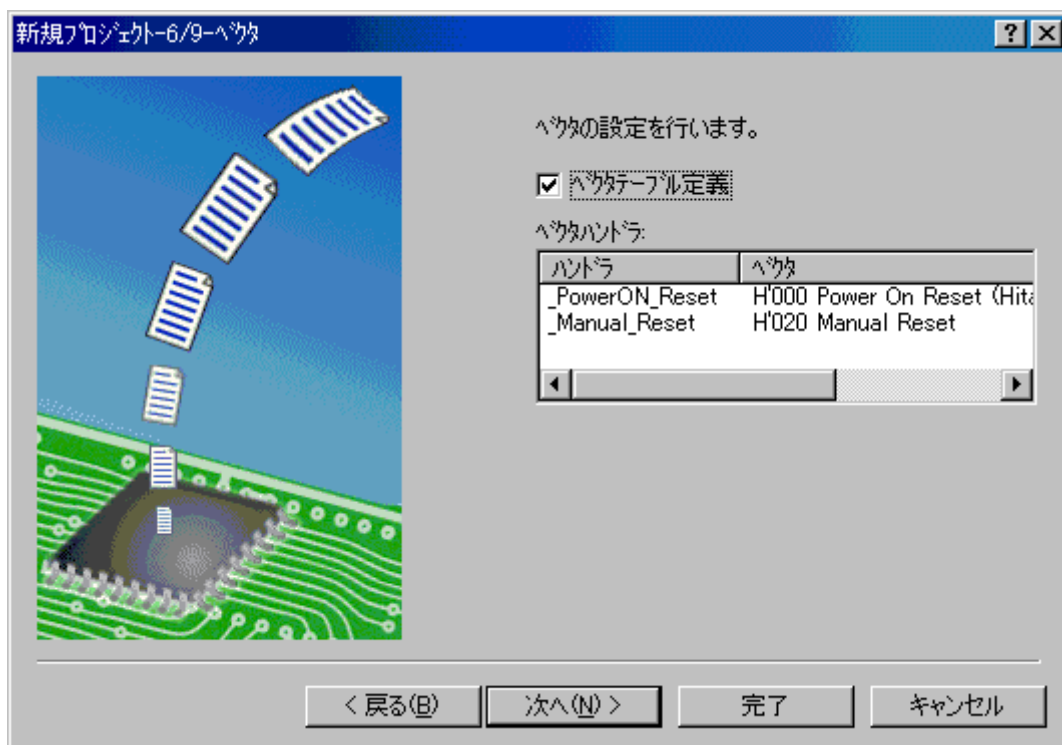 新規ﾌﾟﾛｼﾞｪｸﾄ-6/9-ﾍﾞｸﾀ
ﾍﾞｸﾀの設定を行います。
ﾍﾞｸﾀﾃｰﾌﾞﾙ定義
ﾍﾞｸﾀﾊﾝﾄﾞﾗ:
ﾊﾝﾄﾞﾗ ﾍﾞｸﾀ
_PowerON_Reset H'000 Power On Reset (Hita
_Manual_Reset H'020 Manual Reset
< 戻る(B) 次へ(N) > 完了 キャンセル